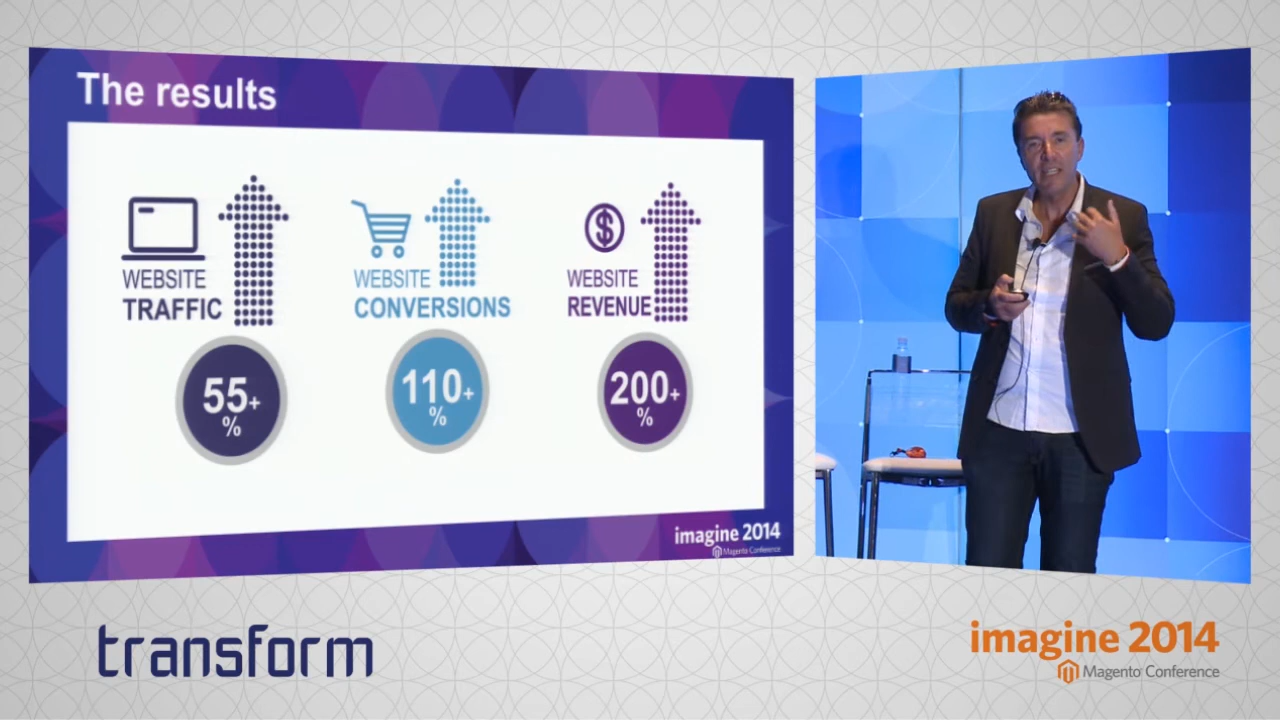 The results
WEBSITE
TRAFFIC
55+
%
WEBSITE
CONVERSIONS
110+
%
$
WEBSITE
REVENUE
200+
%
imagine 2014
Magento Conference
transform
imagine 2014
Magento Conference